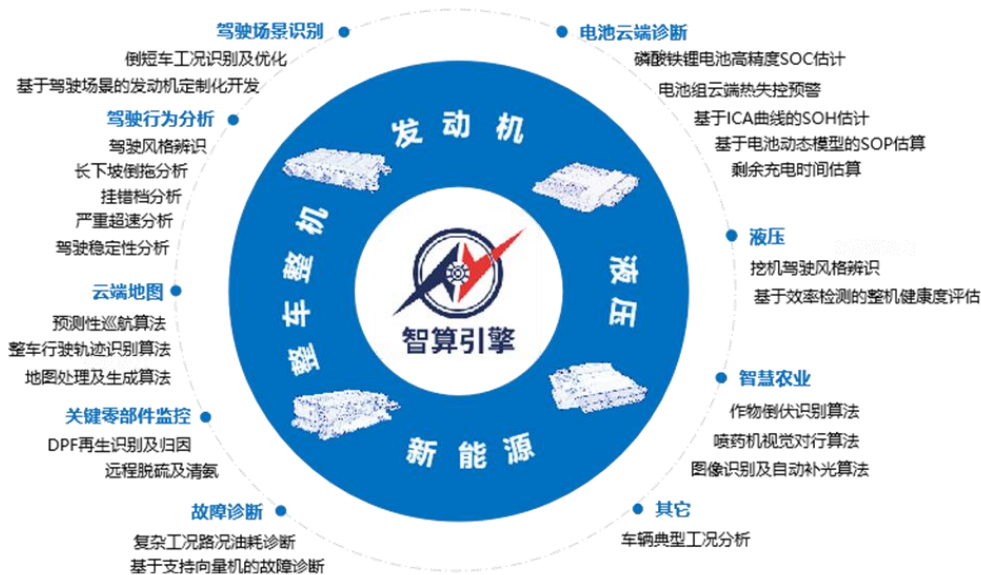 驾驶场景识别
倒短车工况识别及优化
基于驾驶场景的发动机定制化开发
驾驶行为分析
驾驶风格辨识
长下坡倒拖分析
挂错档分析
严重超速分析
驾驶稳定性分析
云端地图
预测性巡航算法
整车行驶轨迹识别算法
地图处理及生成算法
关键零部件监控
DPF再生识别及归因
远程脱硫及清氨
故障诊断
复杂工况路况油耗诊断
基于支持向量机的故障诊断
发动机
整车整机
液压
新能源
智算引擎
电池云端诊断
磷酸铁锂电池高精度SOC估计
电池组云端热失控预警
基于ICA曲线的SOH估计
基于电池动态模型的SOP估算
剩余充电时间估算
液压
挖机驾驶风格辨识
基于效率检测的整机健康度评估
智慧农业
作物倒伏识别算法
喷药机视觉对行算法
图像识别及自动补光算法
其它
车辆典型工况分析